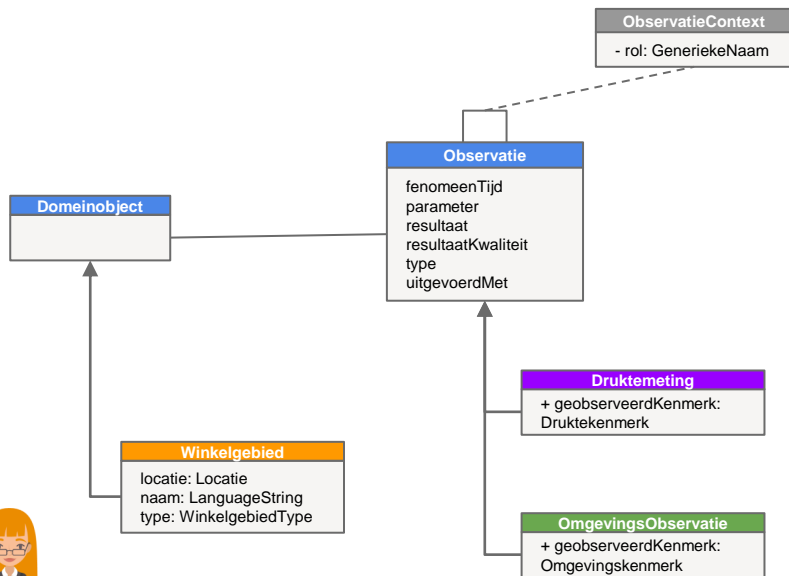 ObservatieContext
- rol: GeneriekeNaam
Observatie
fenomeenTijd
parameter
resultaat
resultaatKwaliteit
type
uitgevoerdMet
Domeinobject
Druktemeting
+ geobserveerdKenmerk:
Druktekenmerk
Winkelgebied
locatie: Locatie
naam: LanguageString
type: WinkelgebiedType
OmgevingsObservatie
+ geobserveerdKenmerk:
Omgevingskenmerk